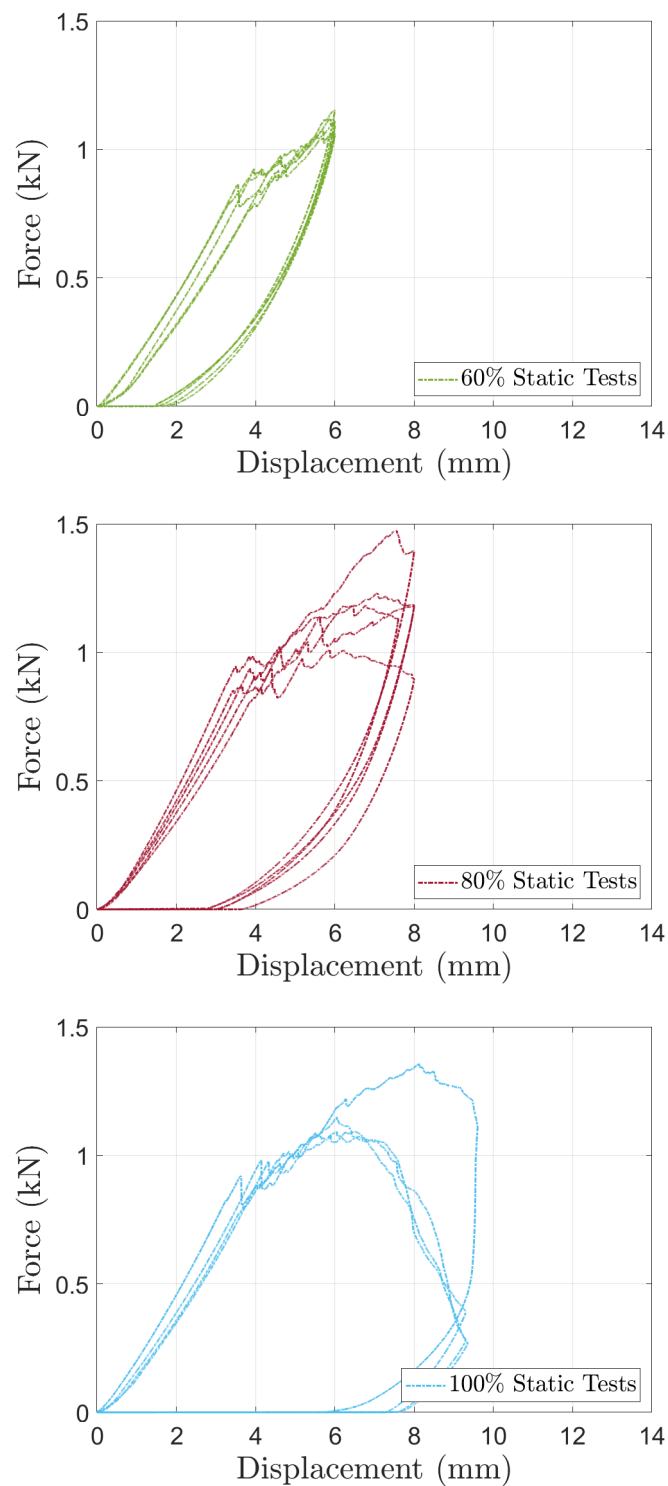 1.5
1
0.5
0
Force (kN)
60% Static Tests
0 2 4 6 8 10 12 14
Displacement (mm)
1.5
1
0.5
0
Force (kN)
80% Static Tests
0 2 4 6 8 10 12 14
Displacement (mm)
1.5
1
0.5
0
Force (kN)
100% Static Tests
0 2 4 6 8 10 12 14
Displacement (mm)